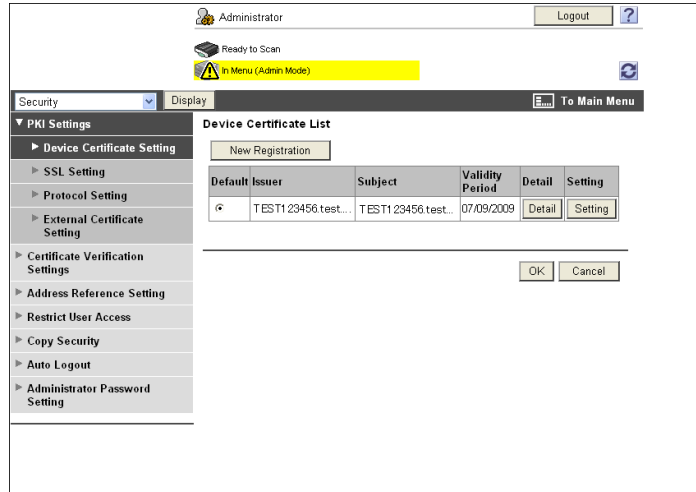 Administrator
Logout
?
Ready to Scan
In Menu (Admin Mode)
Security
Display
To Main Menu
PKI Settings
Device Certificate Setting
SSL Setting
Protocol Setting
External Certificate
Setting
Certificate Verification
Settings
Address Reference Setting
Restrict User Access
Copy Security
Auto Logout
Administrator Password
Setting
Device Certificate List
New Registration
Default Issuer Subject Validity Period Detail Setting
TEST123456.test.... TEST123456.test... 07/09/2009 Detail Setting
OK Cancel